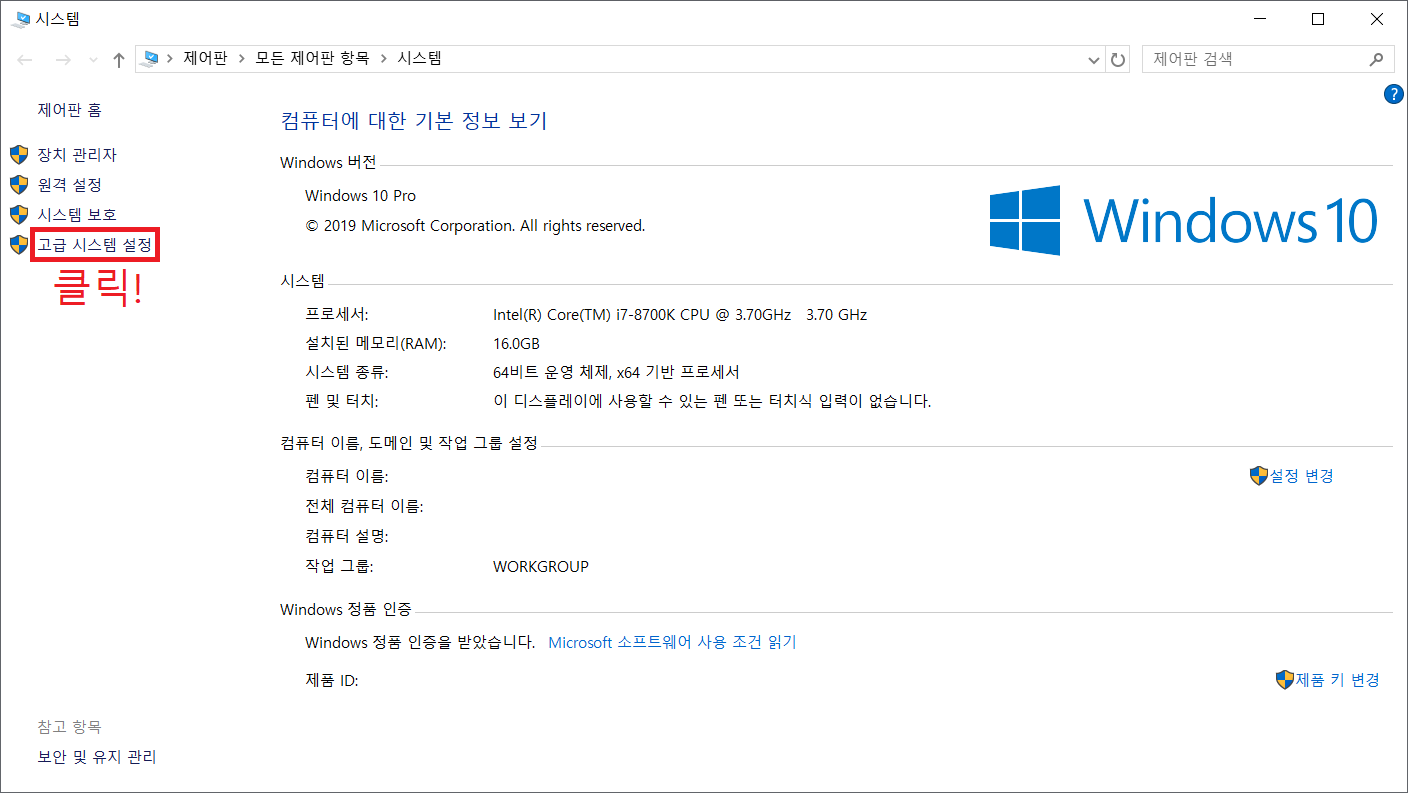 시스템
제어판 > 모든 제어판 항목 > 시스템
제어판 검색
?
제어판 홈
장치 관리자
원격 설정
시스템 보호
고급 시스템 설정
클릭!
참고 항목
보안 및 유지 관리
컴퓨터에 대한 기본 정보 보기
Windows 버전
Windows 10 Pro
© 2019 Microsoft Corporation. All rights reserved.
Windows 10
시스템
프로세서: Intel(R) Core(TM) i7-8700K CPU @ 3.70GHz 3.70 GHz
설치된 메모리(RAM): 16.0GB
시스템 종류: 64비트 운영 체제, x64 기반 프로세서
펜 및 터치: 이 디스플레이에 사용할 수 있는 펜 또는 터치식 입력이 없습니다.
컴퓨터 이름, 도메인 및 작업 그룹 설정
컴퓨터 이름: 설정 변경
전체 컴퓨터 이름:
컴퓨터 설명:
작업 그룹: WORKGROUP
Windows 정품 인증
Windows 정품 인증을 받았습니다. Microsoft 소프트웨어 사용 조건 읽기
제품 ID: 제품 키 변경